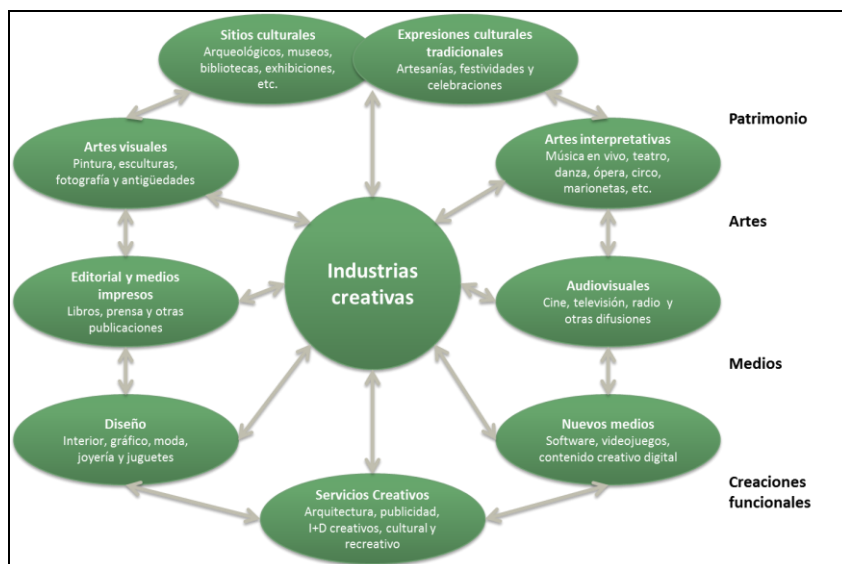 Sitios culturales
Arqueológicos, museos,
bibliotecas, exhibiciones,
etc.
Expresiones culturales
tradicionales
Artesanías, festividades y
celebraciones
Patrimonio
Artes visuales
Pintura, esculturas,
fotografía y antigüedades
Artes interpretativas
Música en vivo, teatro,
danza, ópera, circo,
marionetas, etc.
Artes
Industrias
creativas
Editorial y medios
impresos
Libros, prensa y otras
publicaciones
Audiovisuales
Cine, televisión, radio y
otras difusiones
Medios
Diseño
Interior, gráfico, moda,
joyería y juguetes
Nuevos medios
Software, videojuegos,
contenido creativo digital
Servicios Creativos
Arquitectura, publicidad,
I+D creativos, cultural y
recreativo
Creaciones
funcionales